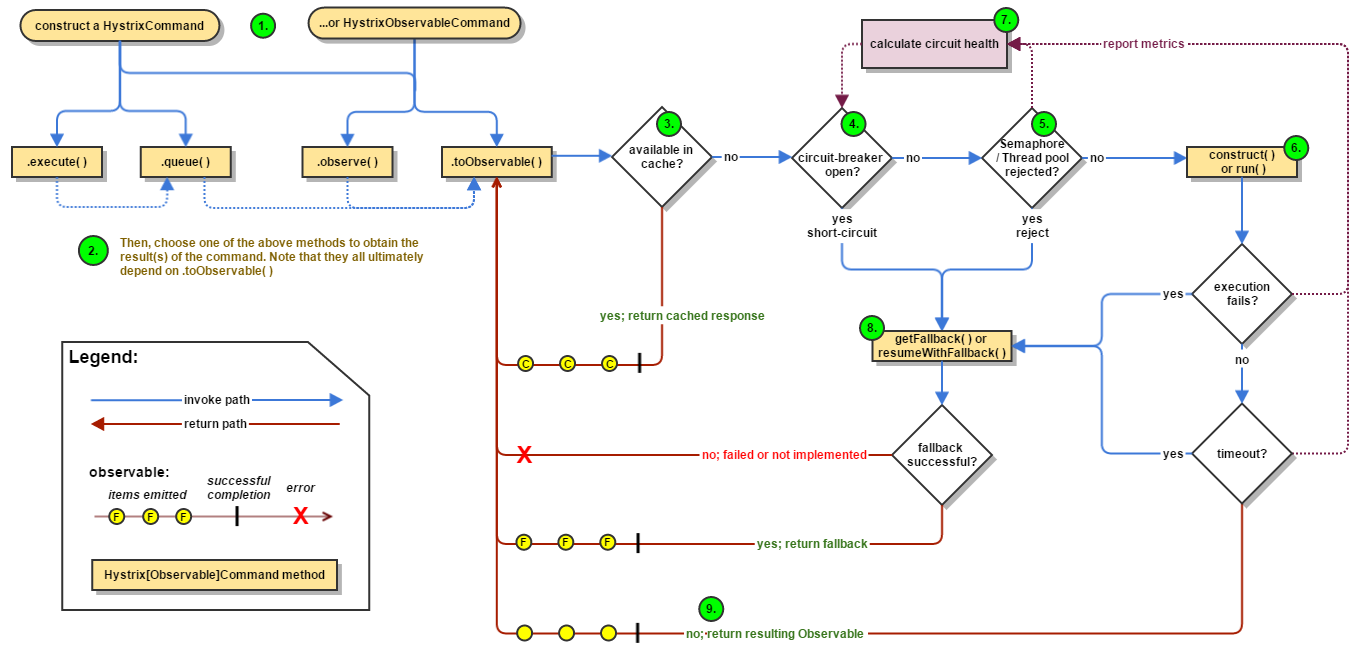 construct a HystrixCommand
1.
...or HystrixObservableCommand
7.
calculate circuit health
report metrics
.execute( )
.queue( )
.observe( )
.toObservable( )
3.
available in
cache?
no
4.
circuit-breaker
open?
no
5.
Semaphore
/ Thread pool
rejected?
no
6.
construct( )
or run( )
yes
short-circuit
yes
reject
2.
Then, choose one of the above methods to obtain the
result(s) of the command. Note that they all ultimately
depend on .toObservable( )
yes
execution
fails?
no
yes; return cached response
C
C
C
8.
getFallback( ) or
resumeWithFallback( )
Legend:
invoke path
return path
observable:
items emitted
successful
completion
error
F
F
F
X
Hystrix[Observable]Command method
X
no; failed or not implemented
fallback
successful?
yes
timeout?
F
F
F
yes; return fallback
9.
no; return resulting Observable